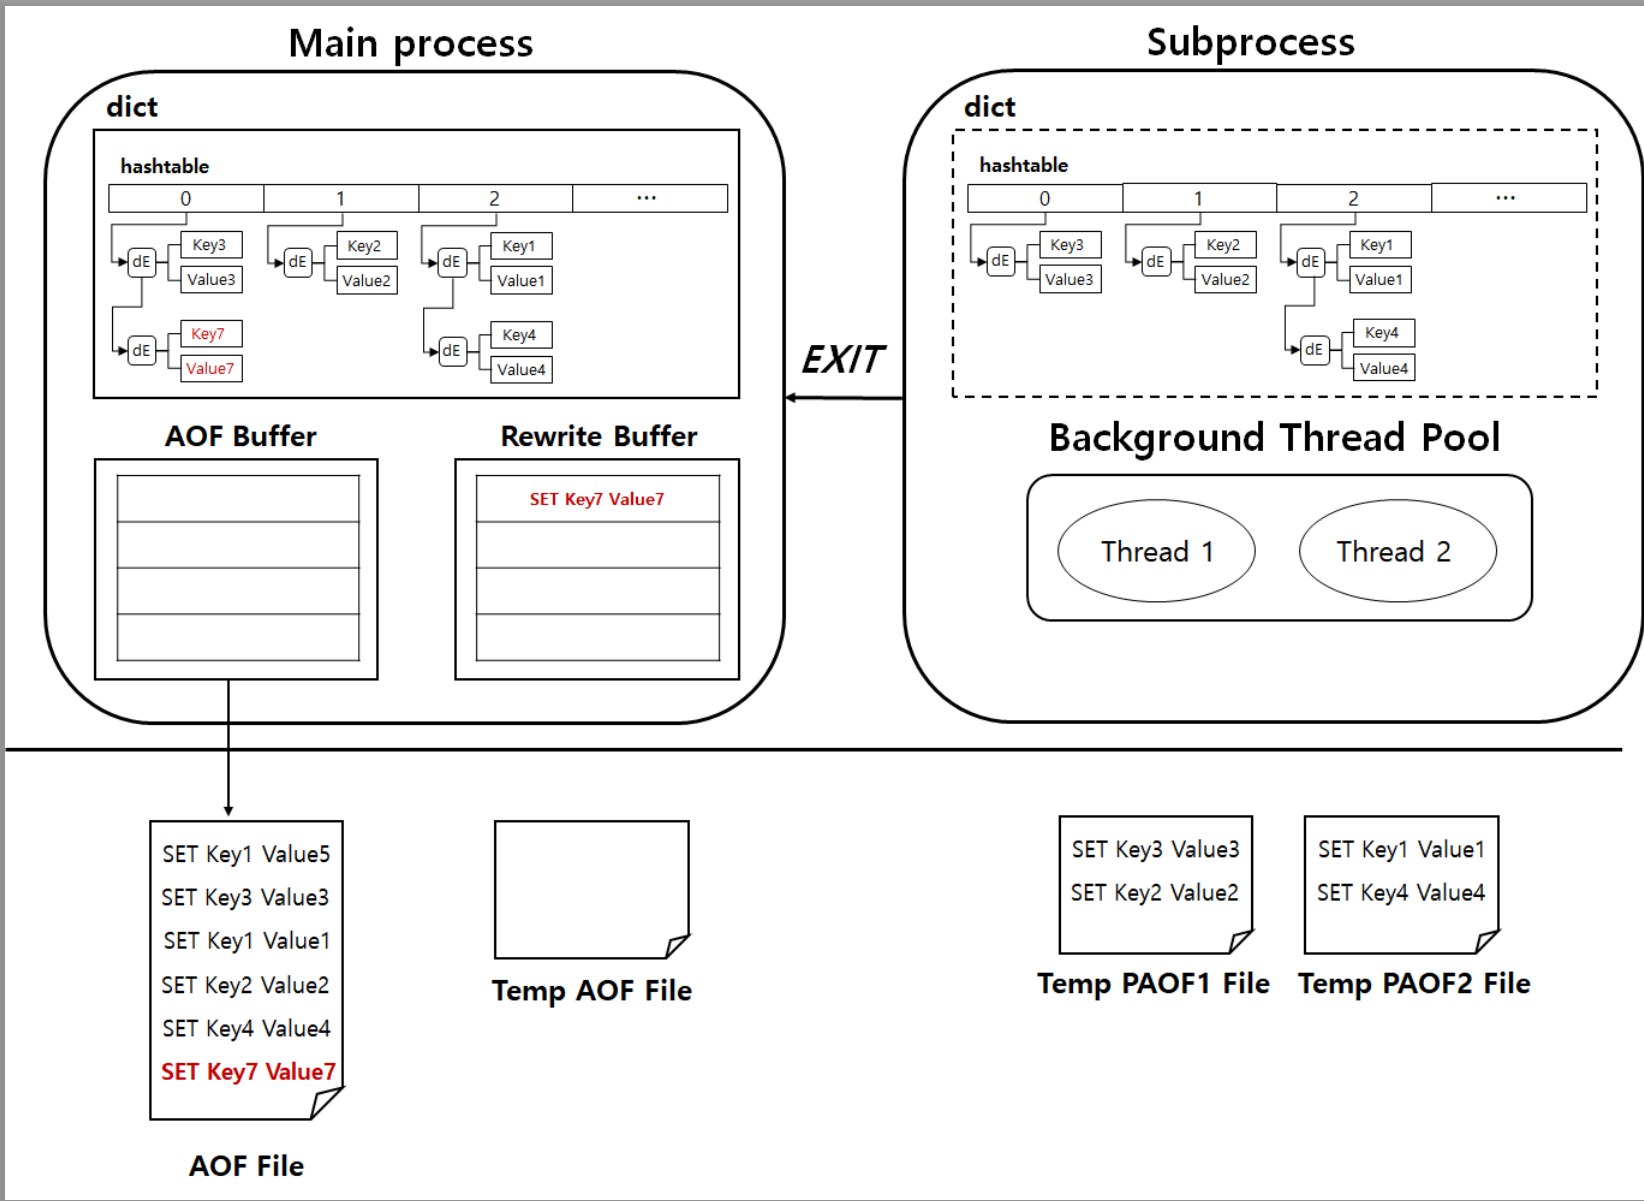 Main process
dict
hashtable
0 1 2 ...
dE Key3 Value3
dE Key2 Value2
dE Key1 Value1
dE Key7 Value7
dE Key4 Value4
AOF Buffer
Rewrite Buffer
SET Key7 Value7
EXIT
Subprocess
dict
hashtable
0 1 2 ...
dE Key3 Value3
dE Key2 Value2
dE Key1 Value1
dE Key4 Value4
Background Thread Pool
Thread 1
Thread 2
SET Key1 Value5
SET Key3 Value3
SET Key1 Value1
SET Key2 Value2
SET Key4 Value4
SET Key7 Value7
AOF File
Temp AOF File
SET Key3 Value3
SET Key2 Value2
Temp PAOF1 File
SET Key1 Value1
SET Key4 Value4
Temp PAOF2 File